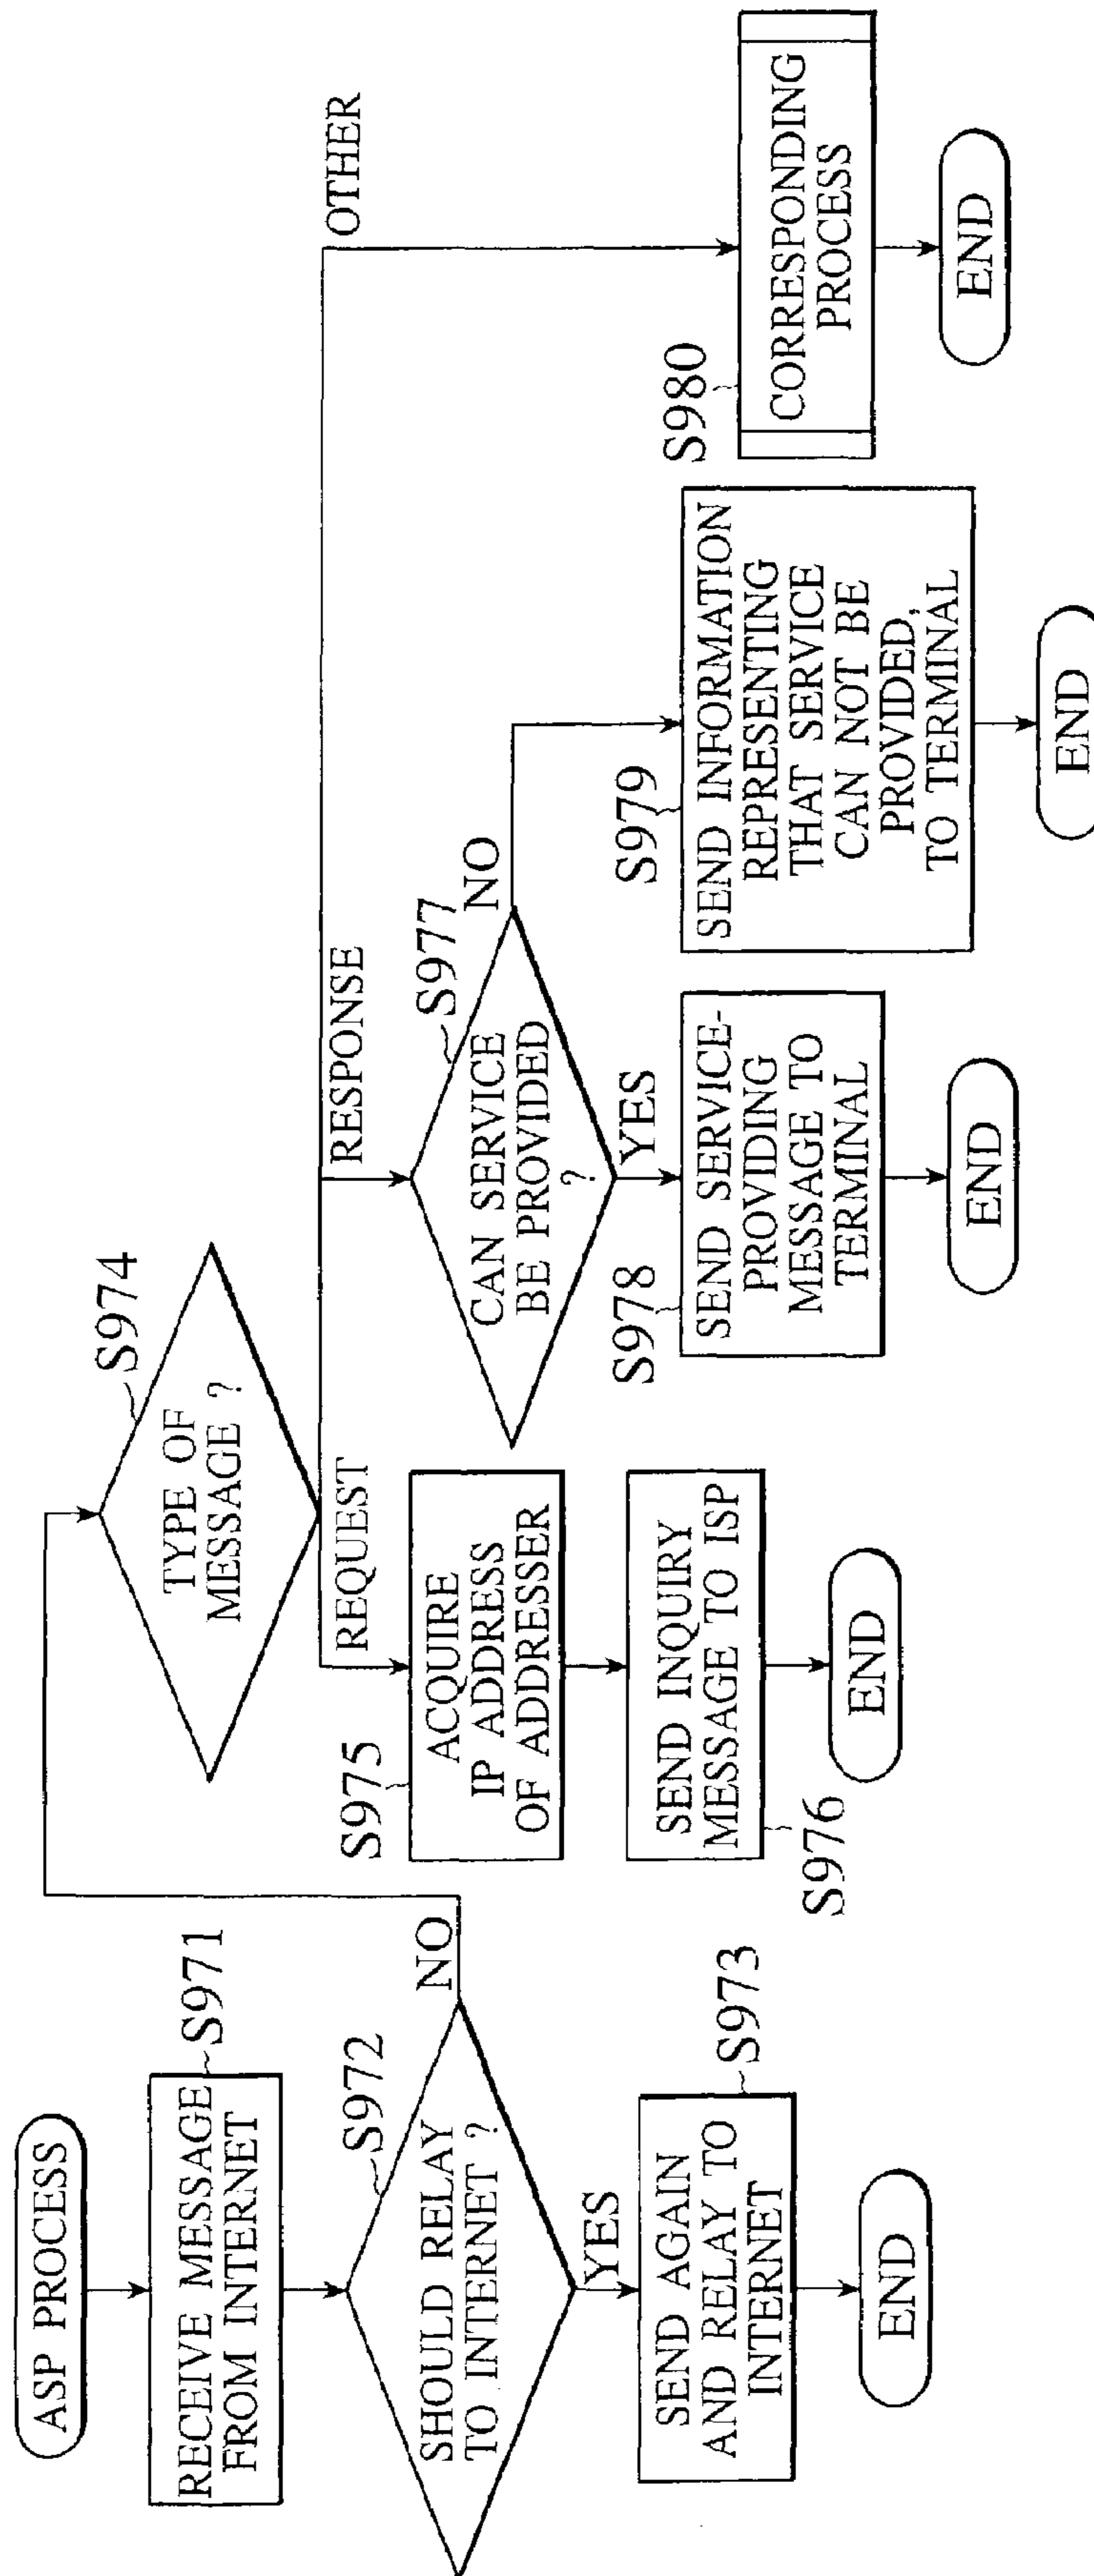 ASP PROCESS
RECEIVE MESSAGE
FROM INTERNET
S971
SHOULD RELAY
TO INTERNET ?
S972
NO
YES
SEND AGAIN
AND RELAY TO
INTERNET
S973
END
TYPE OF
MESSAGE ?
S974
REQUEST
S975
ACQUIRE
IP ADDRESS
OF ADDRESSER
SEND INQUIRY
MESSAGE TO ISP
S976
END
RESPONSE
CAN SERVICE
BE PROVIDED
?
S977
NO
YES
S978
SEND SERVICE-
PROVIDING
MESSAGE TO
TERMINAL
END
S979
SEND INFORMATION
REPRESENTING
THAT SERVICE
CAN NOT BE
PROVIDED,
TO TERMINAL
END
OTHER
S980
CORRESPONDING
PROCESS
END